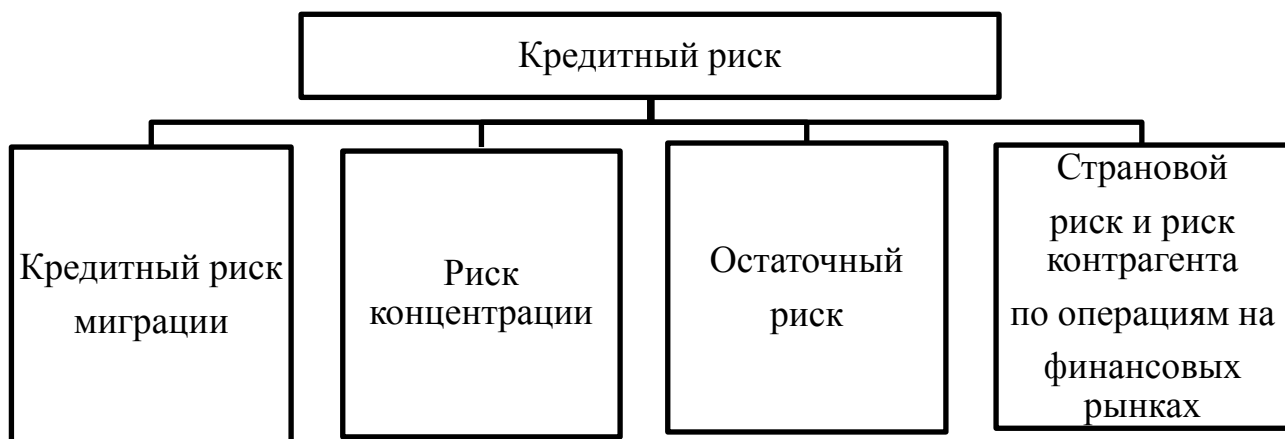 Кредитный риск
Кредитный риск
миграции
Риск
концентрации
Остаточный
риск
Страновой
риск и риск
контрагента
по операциям на
финансовых
рынках